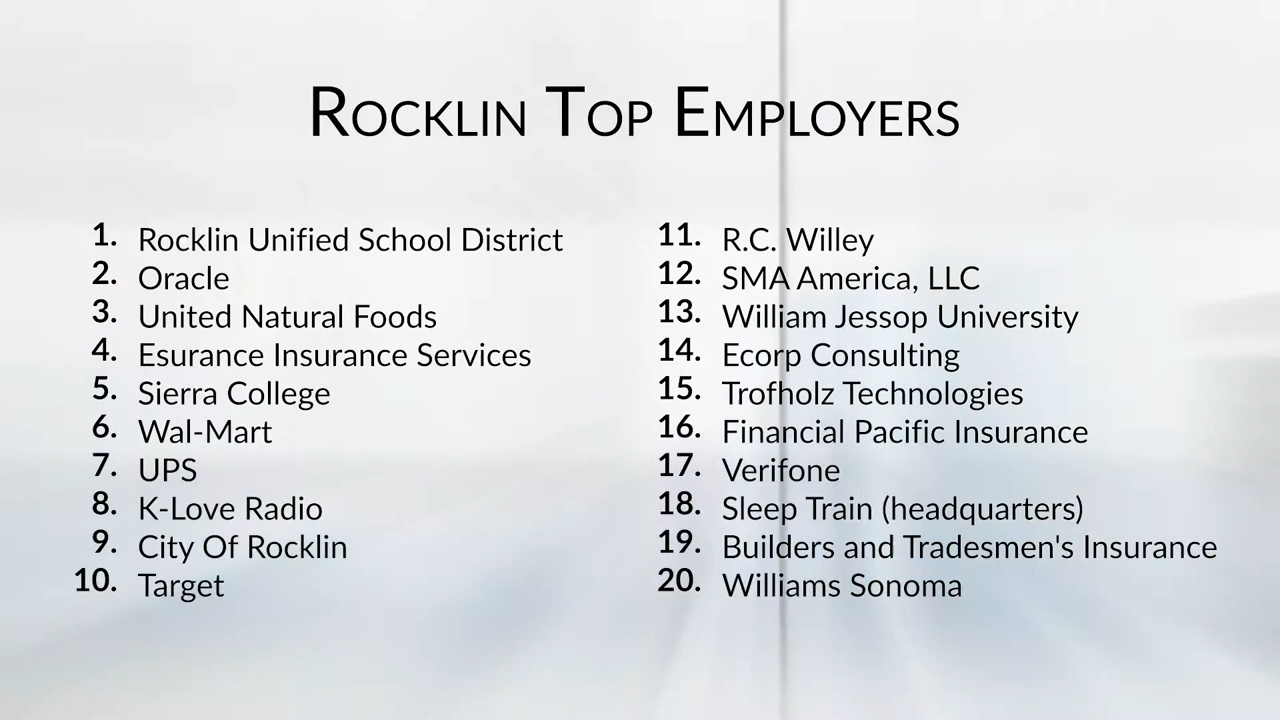 Rocklin Top Employers
1. Rocklin Unified School District
2. Oracle
3. United Natural Foods
4. Esurance Insurance Services
5. Sierra College
6. Wal-Mart
7. UPS
8. K-Love Radio
9. City Of Rocklin
10. Target
11. R.C. Willey
12. SMA America, LLC
13. William Jessop University
14. Ecorp Consulting
15. Trofholz Technologies
16. Financial Pacific Insurance
17. Verifone
18. Sleep Train (headquarters)
19. Builders and Tradesmen's Insurance
20. Williams Sonoma